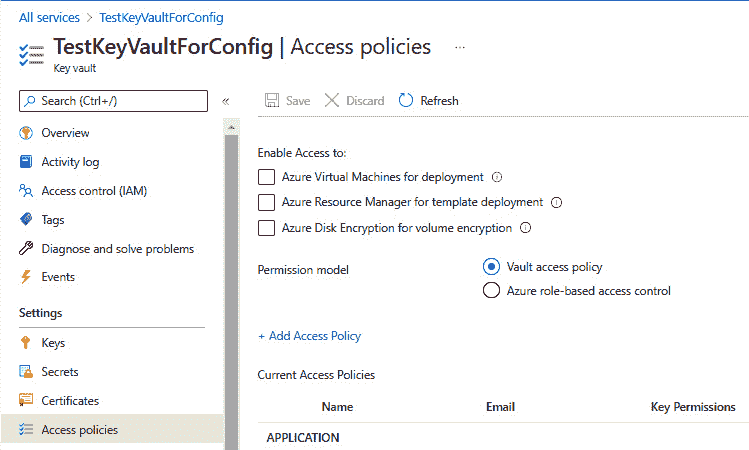 All services > TestKeyVaultForConfig
TestKeyVaultForConfig | Access policies ...
Key vault
Search (Ctrl+/) «
Save Discard Refresh
Overview
Activity log
Access control (IAM)
Tags
Diagnose and solve problems
Events
Settings
Keys
Secrets
Certificates
Access policies
Enable Access to:
Azure Virtual Machines for deployment
Azure Resource Manager for template deployment
Azure Disk Encryption for volume encryption
Permission model
Vault access policy
Azure role-based access control
+ Add Access Policy
Current Access Policies
Name Email Key Permissions
APPLICATION